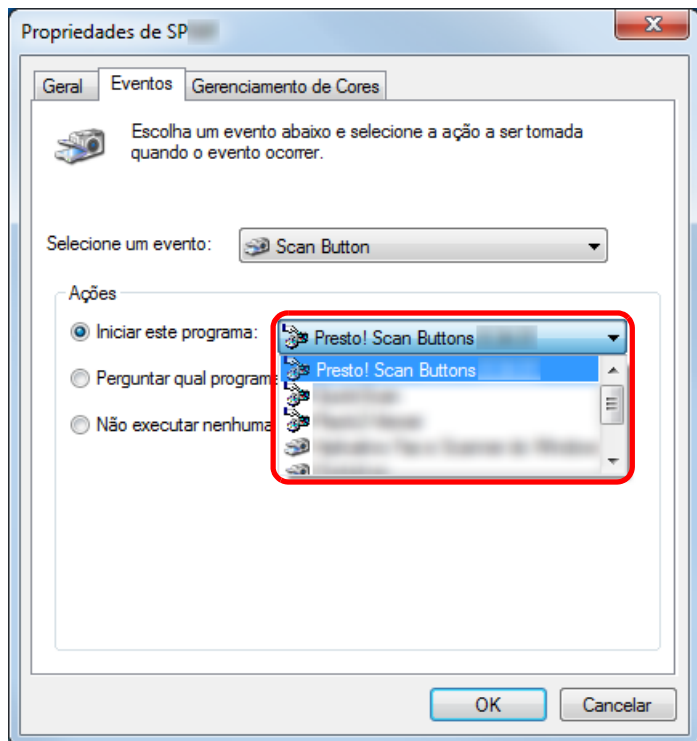 Propriedades de SP
Geral
Eventos
Gerenciamento de Cores
Escolha um evento abaixo e selecione a ação a ser tomada
quando o evento ocorrer.
Selecione um evento:
Scan Button
Ações
Iniciar este programa:
Presto! Scan Buttons
Presto! Scan Buttons
Perguntar qual programa
Não executar nenhuma
OK
Cancelar